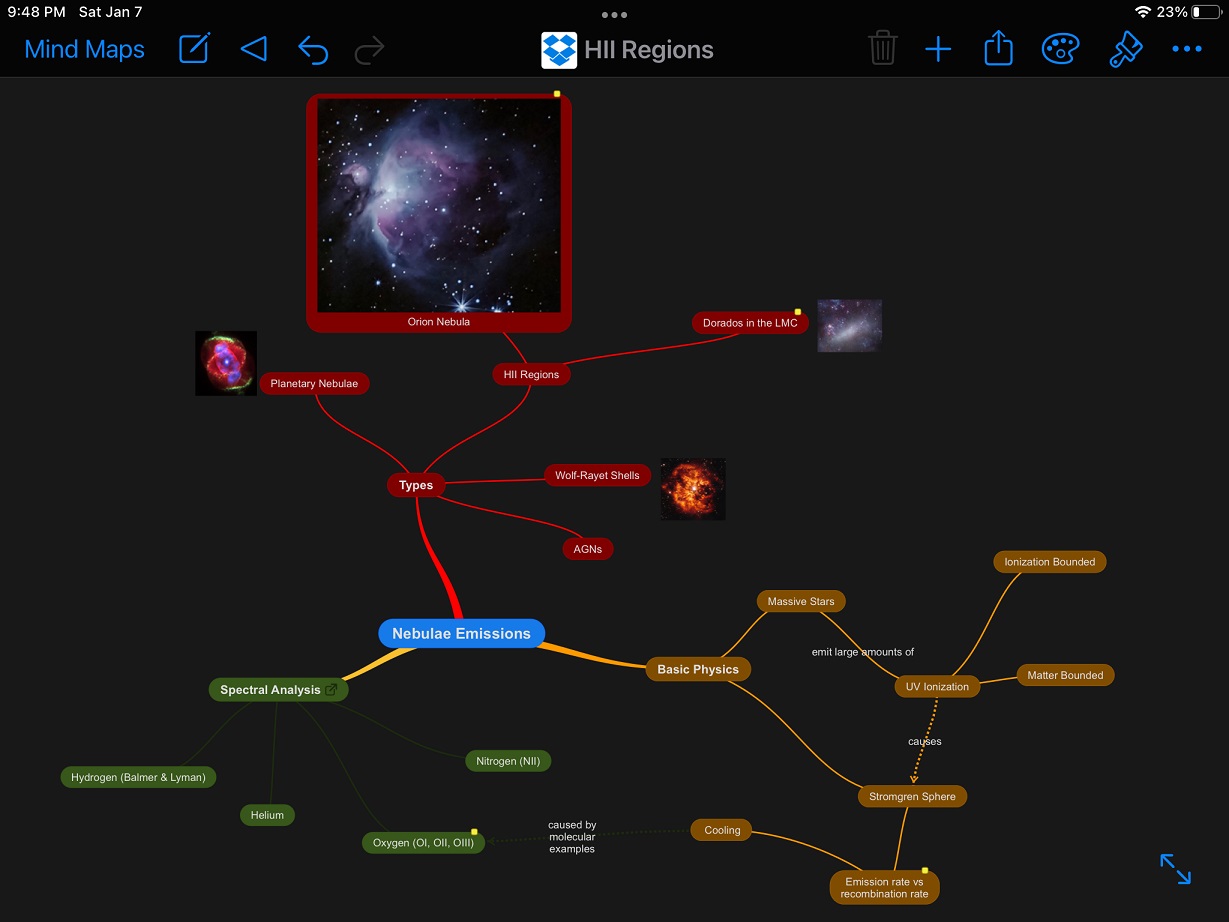 9:48 PM Sat Jan 7
23%
Mind Maps
HII Regions
Orion Nebula
Dorados in the LMC
HII Regions
Planetary Nebulae
Wolf-Rayet Shells
Types
AGNs
Ionization Bounded
Massive Stars
Nebulae Emissions
emit large amounts of
Basic Physics
Matter Bounded
UV Ionization
Spectral Analysis
causes
Nitrogen (NII)
Hydrogen (Balmer & Lyman)
Stromgren Sphere
Helium
caused by
molecular
examples
Cooling
Oxygen (OI, OII, OIII)
Emission rate vs
recombination rate